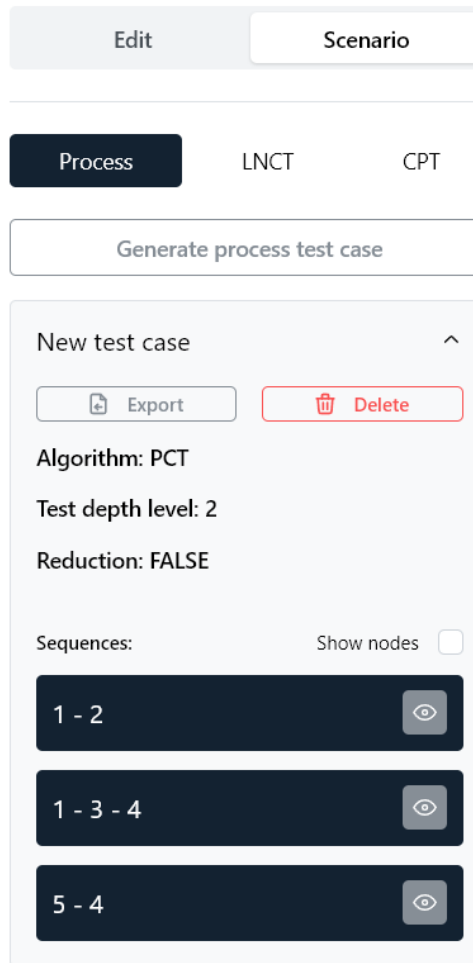 Edit Scenario
Process LNCT CPT
Generate process test case
New test case
Export Delete
Algorithm: PCT
Test depth level: 2
Reduction: FALSE
Sequences: Show nodes
1 - 2
1 - 3 - 4
5 - 4